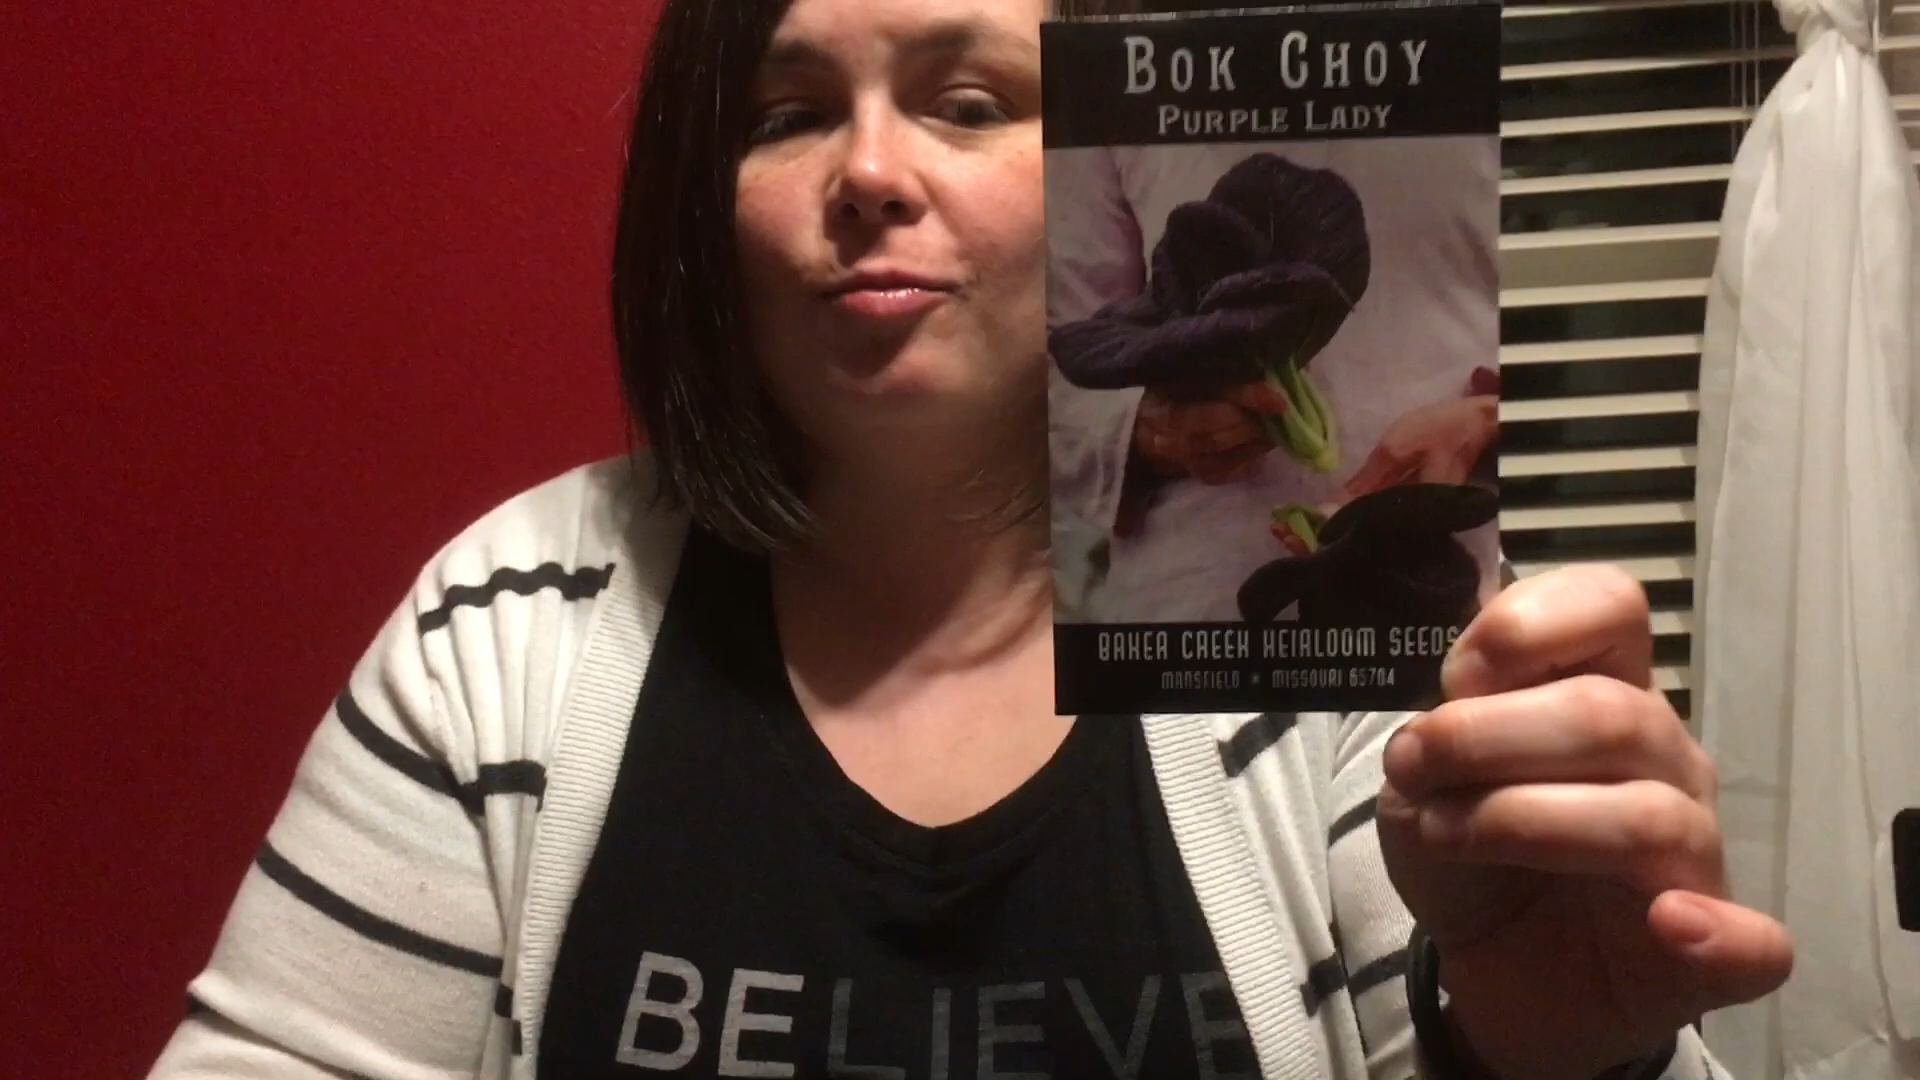 BOK CHOY
PURPLE LADY
BAKER CREEK HEIRLOOM SEEDS
MANSFIELD * MISSOURI 65704
BELIEVE